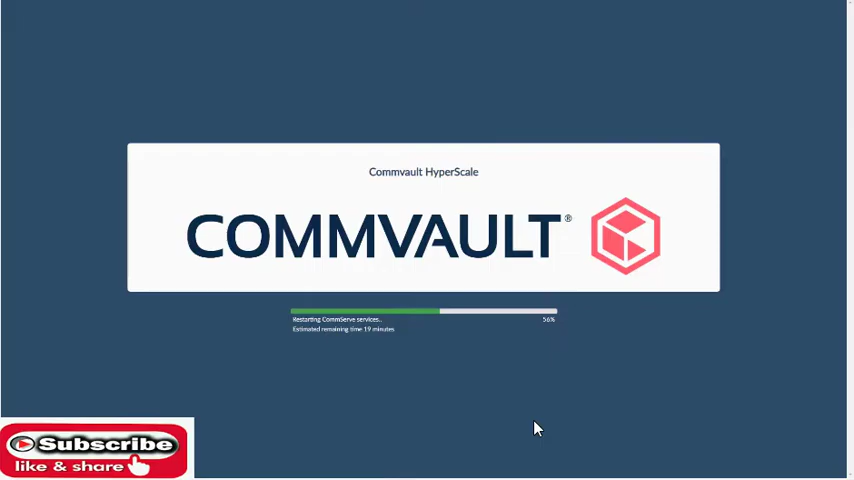 Commvault HyperScale
COMMVAULT®
Restarting CommServe services..
56%
Estimated remaining time 19 minutes
Subscribe
like & share